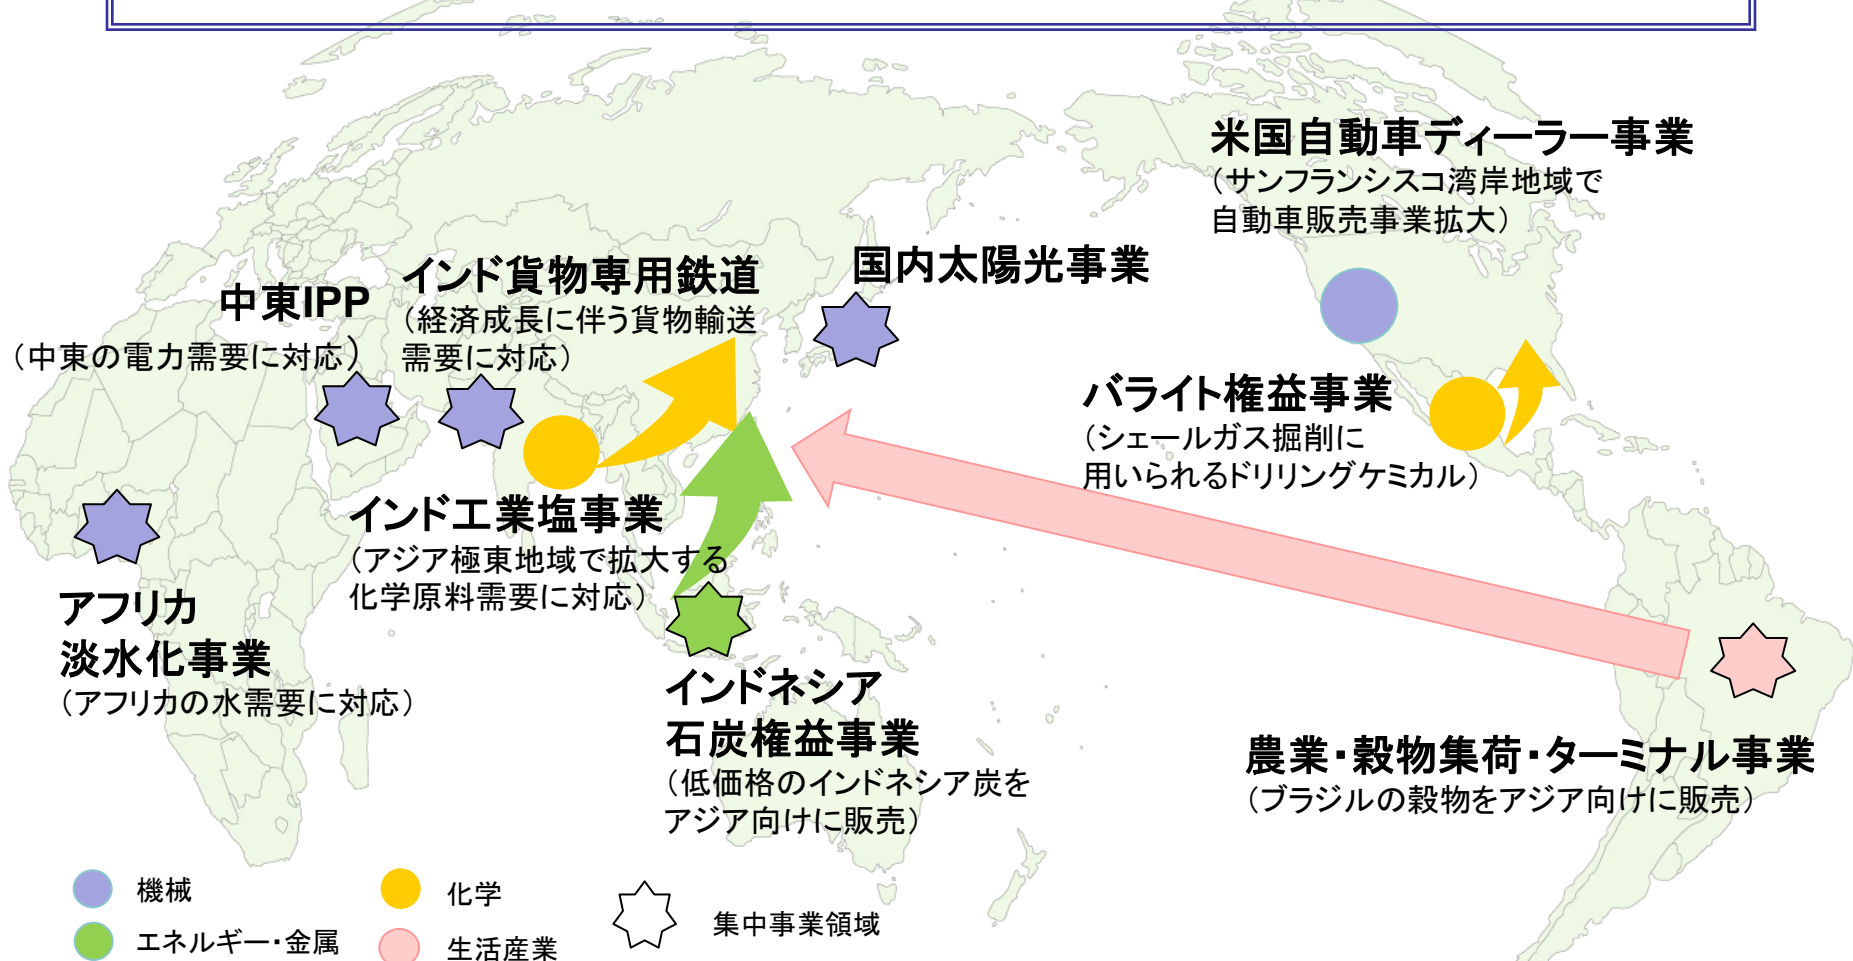 米国自動車ディーラー事業
（サンフランシスコ湾岸地域で
自動車販売事業拡大）
国内太陽光事業
インド貨物専用鉄道
（経済成長に伴う貨物輸送
需要に対応）
中東IPP
（中東の電力需要に対応）
バライト権益事業
（シェールガス掘削に
用いられるドリリングケミカル）
インド工業塩事業
（アジア極東地域で拡大する
化学原料需要に対応）
アフリカ
淡水化事業
（アフリカの水需要に対応）
インドネシア
石炭権益事業
（低価格のインドネシア炭を
アジア向けに販売）
農業・穀物集荷・ターミナル事業
（ブラジルの穀物をアジア向けに販売）
機械
化学
集中事業領域
エネルギー・金属
生活産業